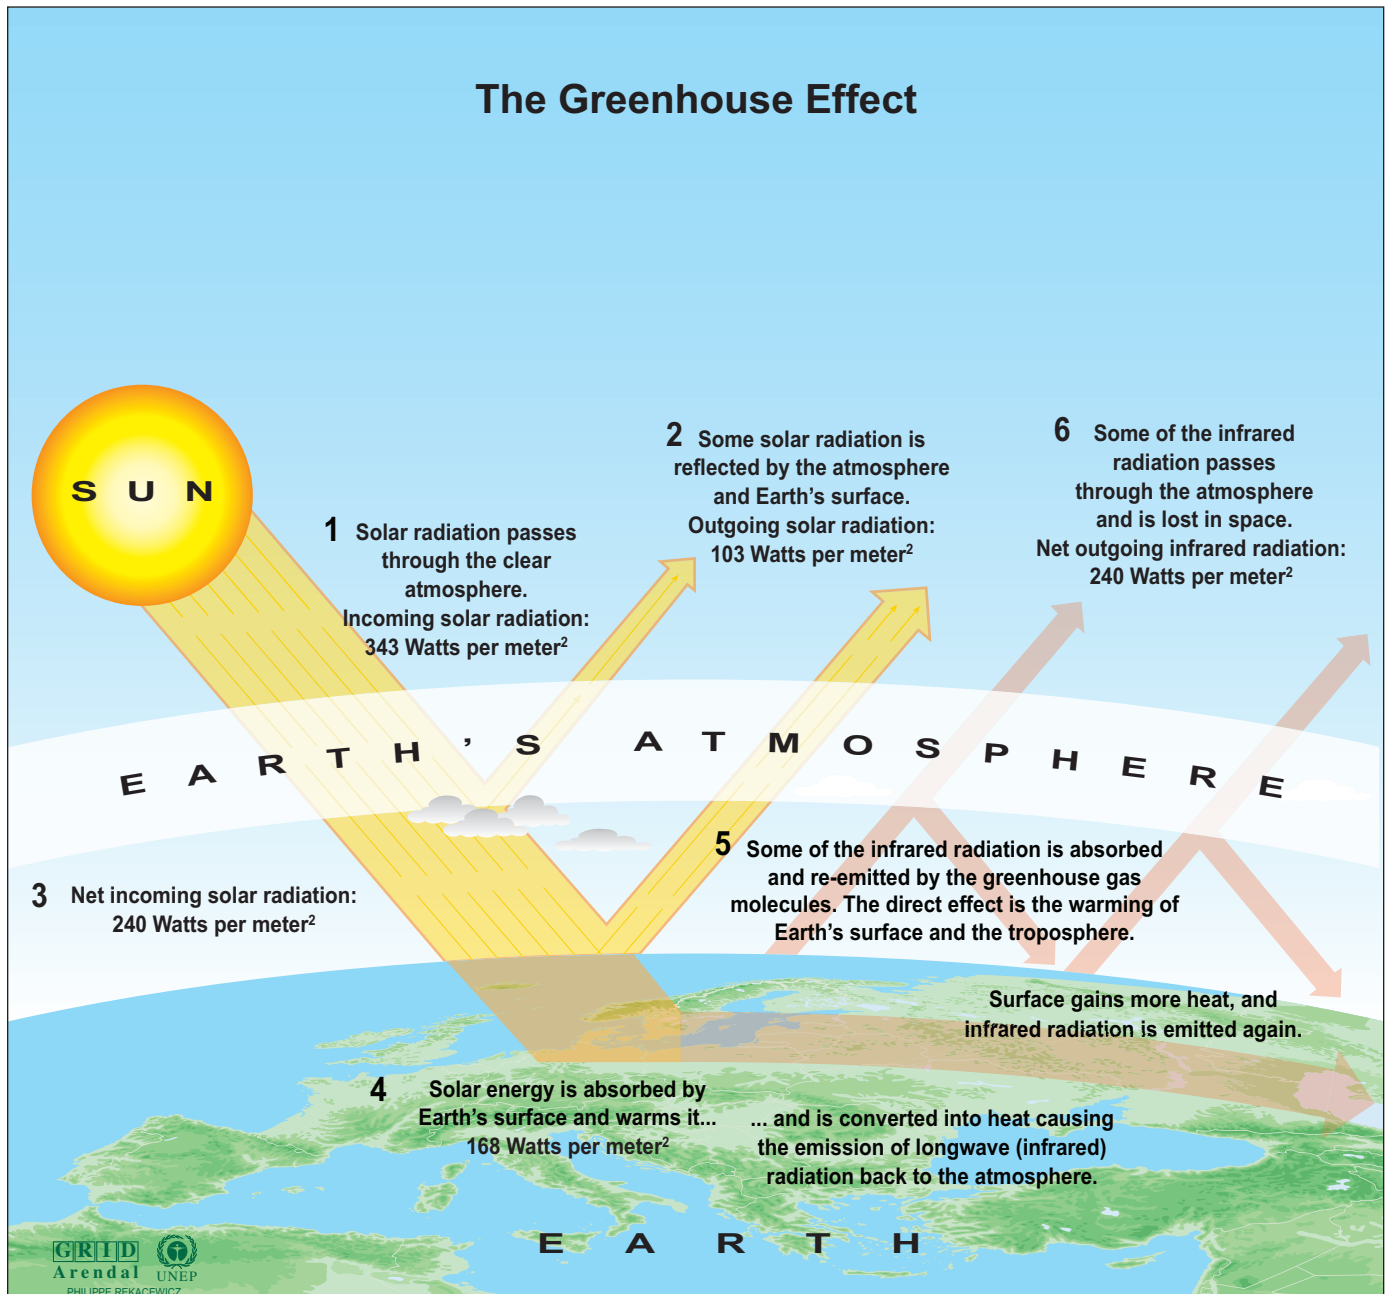 The Greenhouse Effect
S U N
1 Solar radiation passes
through the clear
atmosphere.
Incoming solar radiation:
343 Watts per meter²
2 Some solar radiation is
reflected by the atmosphere
and Earth’s surface.
Outgoing solar radiation:
103 Watts per meter²
6 Some of the infrared
radiation passes
through the atmosphere
and is lost in space.
Net outgoing infrared radiation:
240 Watts per meter²
E A R T H ’ S A T M O S P H E R E
3 Net incoming solar radiation:
240 Watts per meter²
5 Some of the infrared radiation is absorbed
and re-emitted by the greenhouse gas
molecules. The direct effect is the warming of
Earth’s surface and the troposphere.
Surface gains more heat, and
infrared radiation is emitted again.
4 Solar energy is absorbed by
Earth’s surface and warms it...
168 Watts per meter²
... and is converted into heat causing
the emission of longwave (infrared)
radiation back to the atmosphere.
E A R T H
GRID
Arendal
UNEP
PHILIPPE REKACEWICZ